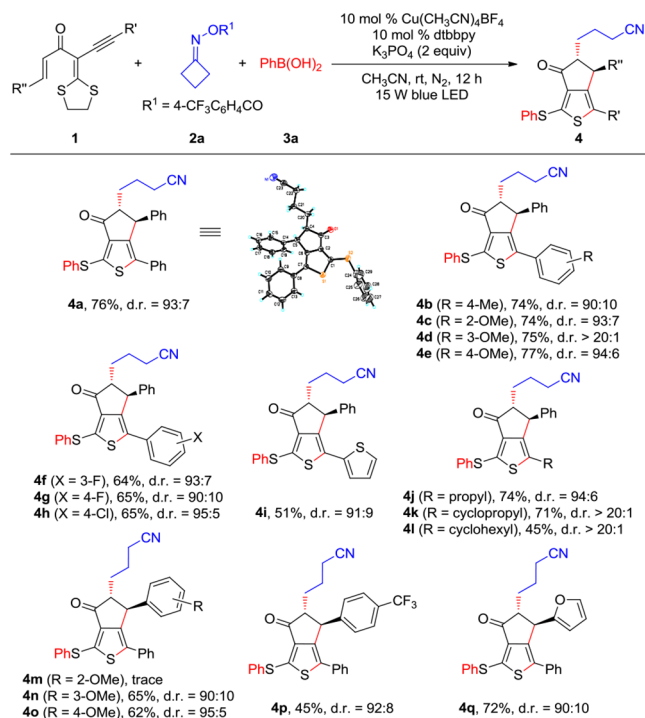 O
R'
R''
S
S
1
+
N
OR¹
R¹ = 4-CF₃C₆H₄CO
2a
+
PhB(OH)₂
3a
10 mol % Cu(CH₃CN)₄BF₄
10 mol % dtbbpy
K₃PO₄ (2 equiv)
CH₃CN, rt, N₂, 12 h
15 W blue LED
CN
O
R''
PhS
S
R'
4
CN
O
Ph
PhS
S
Ph
4a, 76%, d.r. = 93:7
CN
O
Ph
PhS
S
R
4b (R = 4-Me), 74%, d.r. = 90:10
4c (R = 2-OMe), 74%, d.r. = 93:7
4d (R = 3-OMe), 75%, d.r. > 20:1
4e (R = 4-OMe), 77%, d.r. = 94:6
CN
O
Ph
PhS
S
X
4f (X = 3-F), 64%, d.r. = 93:7
4g (X = 4-F), 65%, d.r. = 90:10
4h (X = 4-Cl), 65%, d.r. = 95:5
CN
O
Ph
PhS
S
S
4i, 51%, d.r. = 91:9
CN
O
Ph
PhS
S
R
4j (R = propyl), 74%, d.r. = 94:6
4k (R = cyclopropyl), 71%, d.r. > 20:1
4l (R = cyclohexyl), 45%, d.r. > 20:1
CN
O
R
PhS
S
Ph
4m (R = 2-OMe), trace
4n (R = 3-OMe), 65%, d.r. = 90:10
4o (R = 4-OMe), 62%, d.r. = 95:5
CN
O
CF₃
PhS
S
Ph
4p, 45%, d.r. = 92:8
CN
O
O
PhS
S
Ph
4q, 72%, d.r. = 90:10